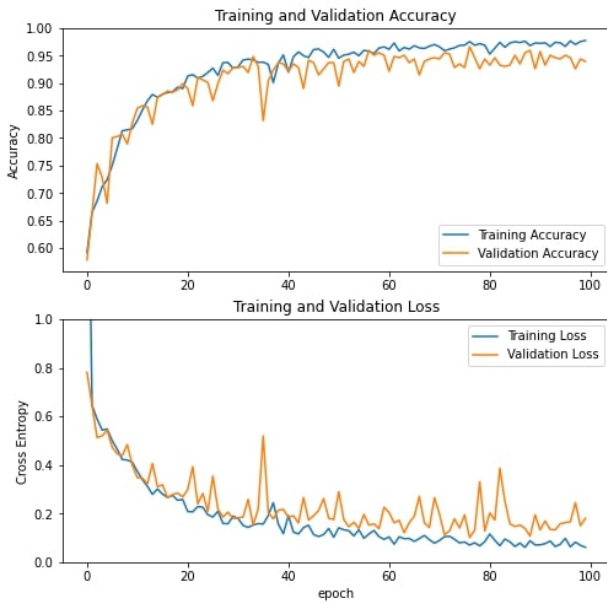 Training and Validation Accuracy
1.00
0.95
0.90
0.85
0.80
0.75
0.70
0.65
0.60
Accuracy
Training Accuracy
Validation Accuracy
0 20 40 60 80 100
Training and Validation Loss
1.0
0.8
0.6
0.4
0.2
0.0
Cross Entropy
Training Loss
Validation Loss
0 20 40 60 80 100
epoch